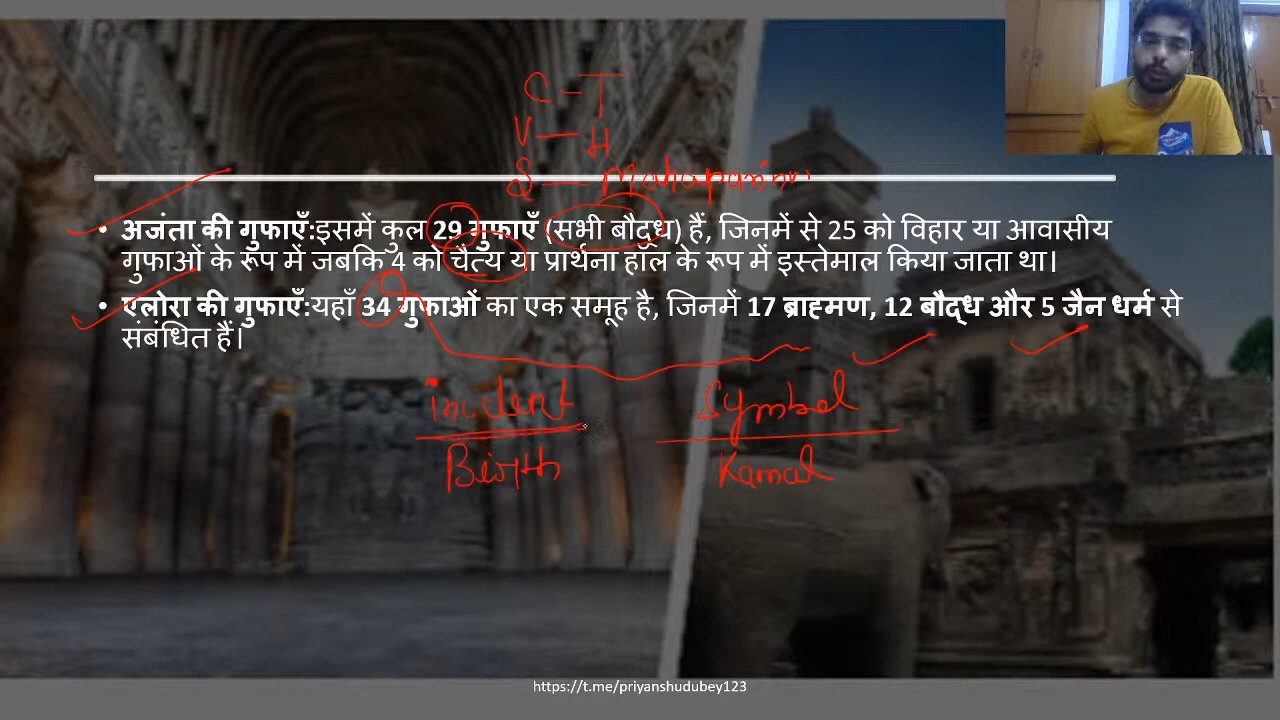 C - T
V - H
S -
• अजंता की गुफाएँ:इसमें कुल 29 गुफाएँ (सभी बौद्ध) हैं, जिनमें से 25 को विहार या आवासीय
गुफाओं के रूप में जबकि 4 को चैत्य या प्रार्थना हॉल के रूप में इस्तेमाल किया जाता था।
• एलोरा की गुफाएँ:यहाँ 34 गुफाओं का एक समूह है, जिनमें 17 ब्राह्मण, 12 बौद्ध और 5 जैन धर्म से
संबंधित हैं।
Incident Symbol
Birth Kamal
https://t.me/priyanshudubey123